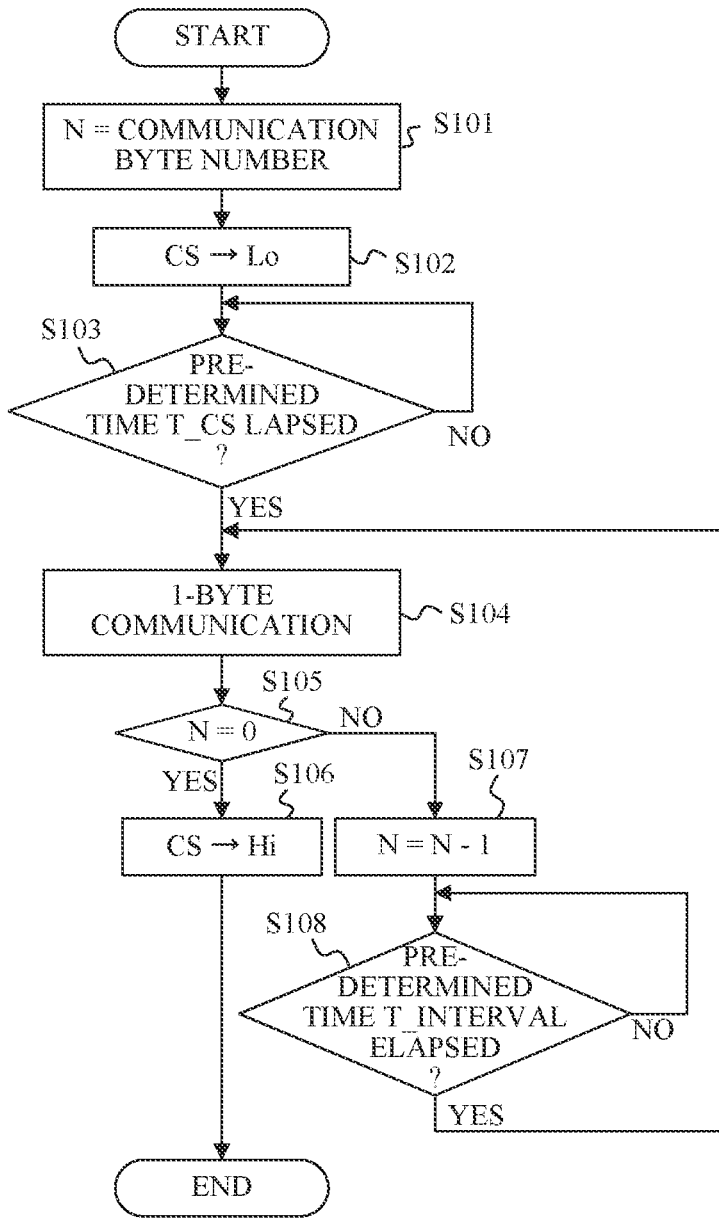 START
N = COMMUNICATION
BYTE NUMBER
S101
CS → Lo
S102
S103
PRE-
DETERMINED
TIME T_CS LAPSED
?
NO
YES
1-BYTE
COMMUNICATION
S104
S105
N = 0
NO
YES
S106
S107
CS → Hi
N = N - 1
S108
PRE-
DETERMINED
TIME T_INTERVAL
ELAPSED
?
NO
YES
END